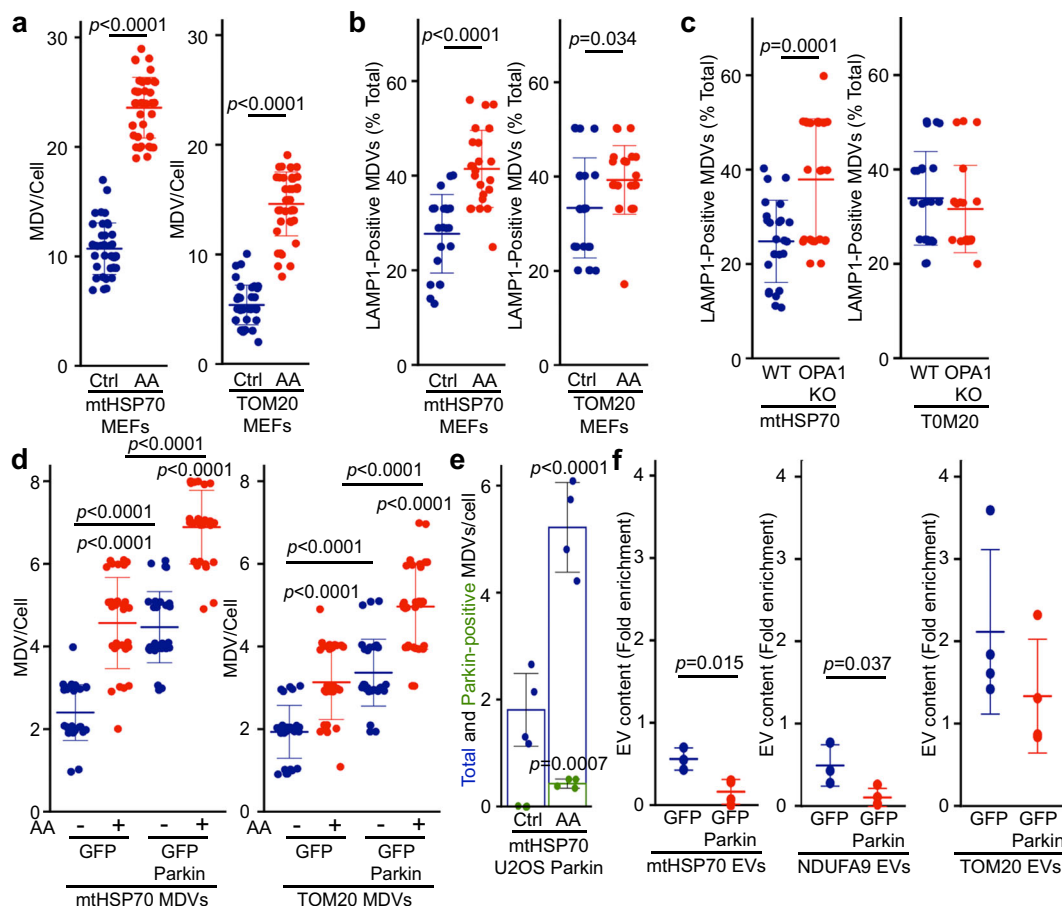 a
p<0.0001
MDV/Cell
30
20
10
0
Ctrl AA
mtHSP70
MEFs
p<0.0001
MDV/Cell
30
20
10
0
Ctrl AA
TOM20
MEFs
b
p<0.0001
LAMP1-Positive MDVs (% Total)
60
40
20
0
Ctrl AA
mtHSP70
MEFs
p=0.034
LAMP1-Positive MDVs (% Total)
60
40
20
0
Ctrl AA
TOM20
MEFs
c
p=0.0001
LAMP1-Positive MDVs (% Total)
60
40
20
0
WT OPA1
KO
mtHSP70
LAMP1-Positive MDVs (% Total)
60
40
20
0
WT OPA1
KO
T0M20
d
p<0.0001
p<0.0001
p<0.0001
p<0.0001
MDV/Cell
8
6
4
2
0
AA - + - +
GFP GFP
Parkin
mtHSP70 MDVs
p<0.0001
p<0.0001
p<0.0001
p<0.0001
MDV/Cell
8
6
4
2
0
- + - +
GFP GFP
Parkin
TOM20 MDVs
e
p<0.0001
p=0.0007
Total and Parkin-positive MDVs/cell
6
4
2
0
Ctrl AA
mtHSP70
U2OS Parkin
f
p=0.015
EV content (Fold enrichment)
4
3
2
1
0
GFP GFP
Parkin
mtHSP70 EVs
p=0.037
EV content (Fold enrichment)
4
3
2
1
0
GFP GFP
Parkin
NDUFA9 EVs
EV content (Fold enrichment)
4
3
2
1
0
GFP GFP
Parkin
TOM20 EVs